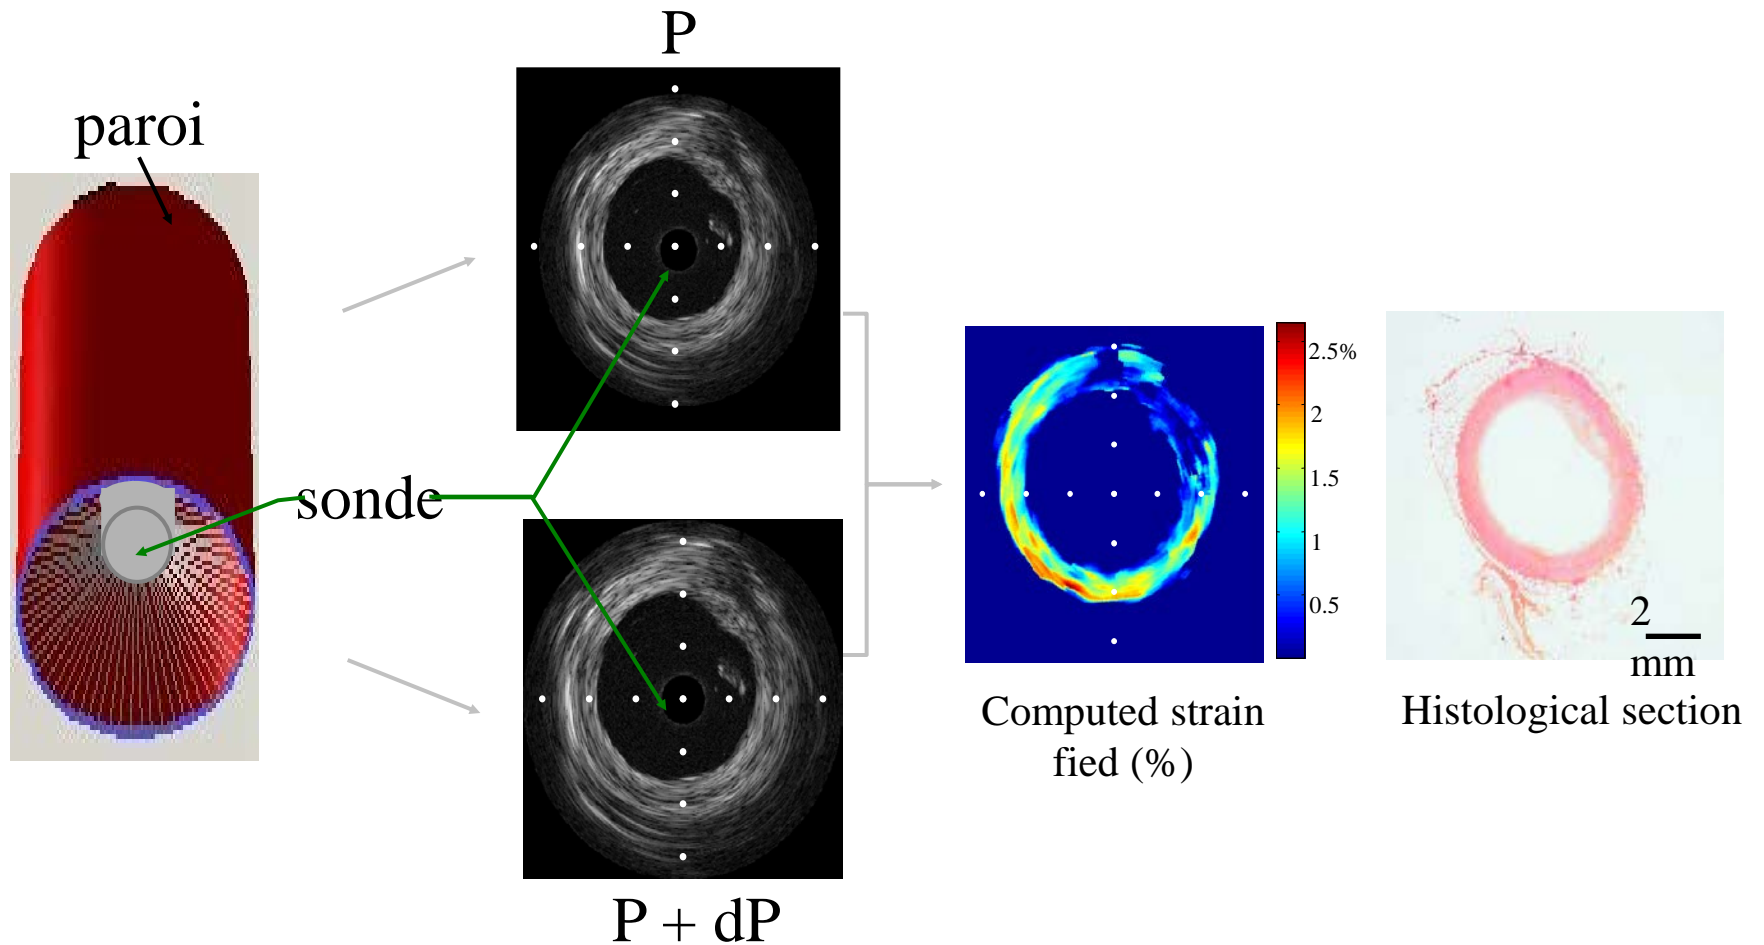 P
paroi
sonde
P + dP
2.5%
2
1.5
1
0.5
Computed strain
fied (%)
2
mm
Histological section